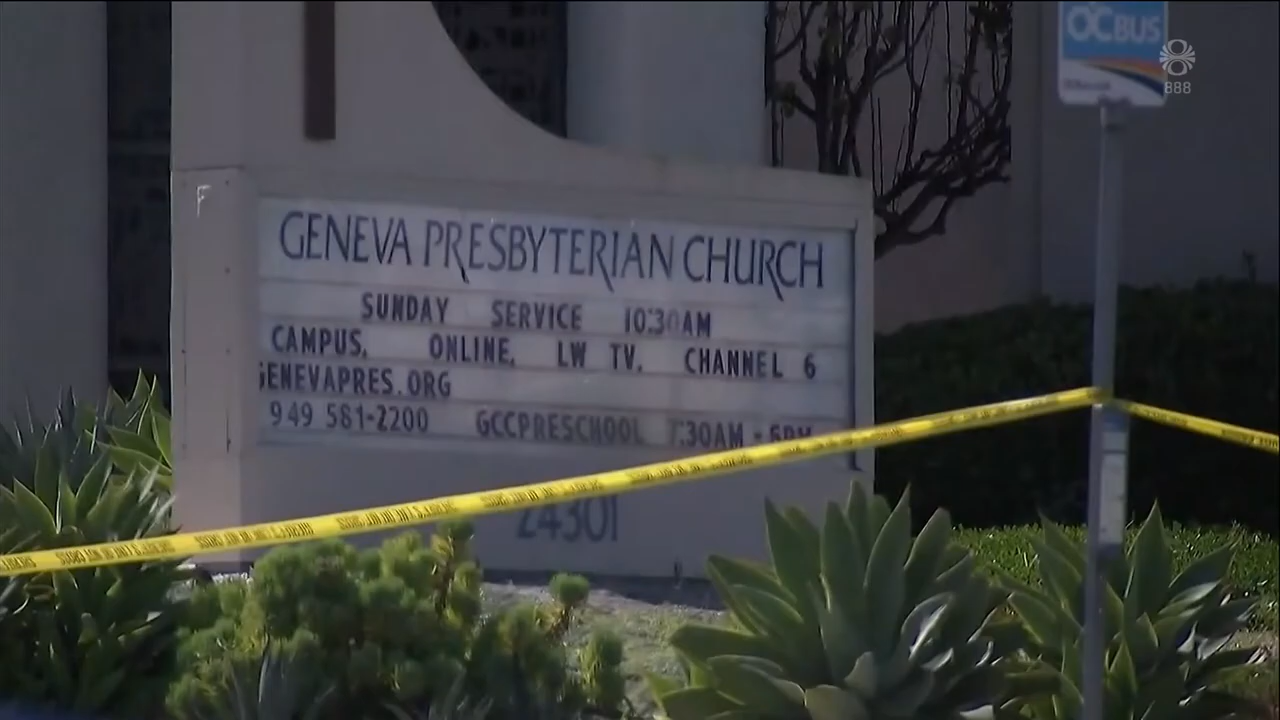 OC BUS
888
GENEVA PRESBYTERIAN CHURCH
SUNDAY SERVICE 10:30AM
CAMPUS, ONLINE, LW TV, CHANNEL 6
GENEVAPRES.ORG
949 581-2200 GCCPRESCHOOL 7:30AM - 6PM
24301